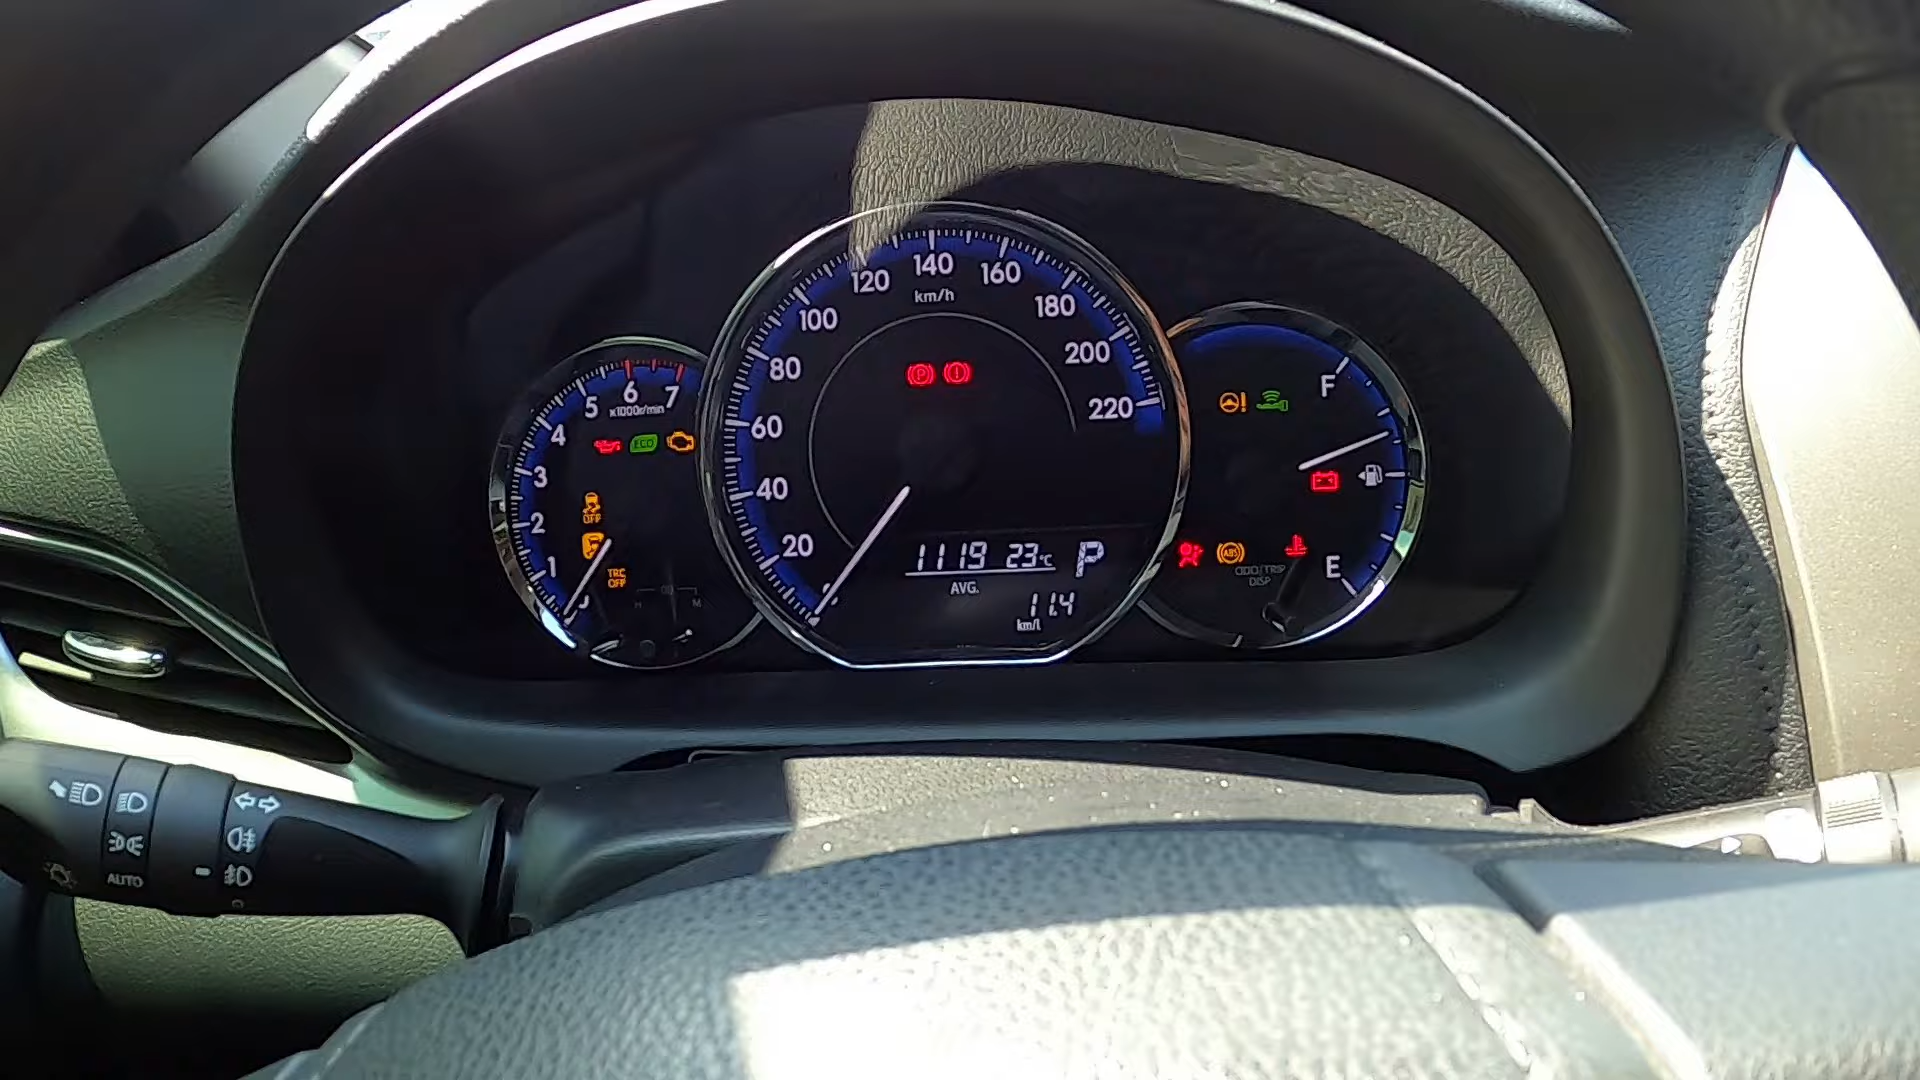 140
120 160
km/h
100 180
80 200
60 220
40
20
6
5 7
x1000r/min
4
3
2
1
ECO
OFF
TRC
OFF
H M
P !
1119 23°C P
AVG.
11.4
km/l
F
E
ABS
ODO/TRIP
DISP
AUTO